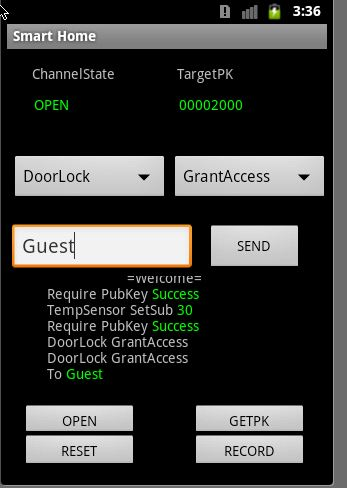 3:36
Smart Home
ChannelState TargetPK
OPEN 00002000
DoorLock GrantAccess
Guest SEND
=Welcome=
Require PubKey Success
TempSensor SetSub 30
Require PubKey Success
DoorLock GrantAccess
DoorLock GrantAccess
To Guest
OPEN GETPK
RESET RECORD